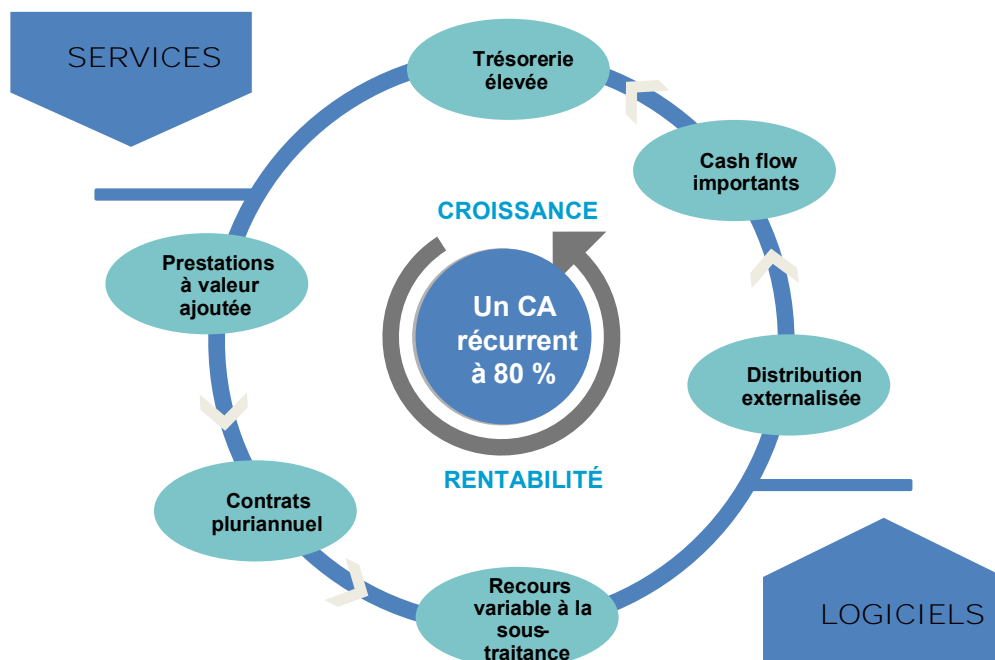 SERVICES
Trésorerie
élevée
Cash flow
importants
CROISSANCE
Prestations
à valeur
ajoutée
Un CA
récurrent
à 80 %
Distribution
externalisée
RENTABILITÉ
Contrats
pluriannuel
Recours
variable à la
sous-
traitance
LOGICIELS